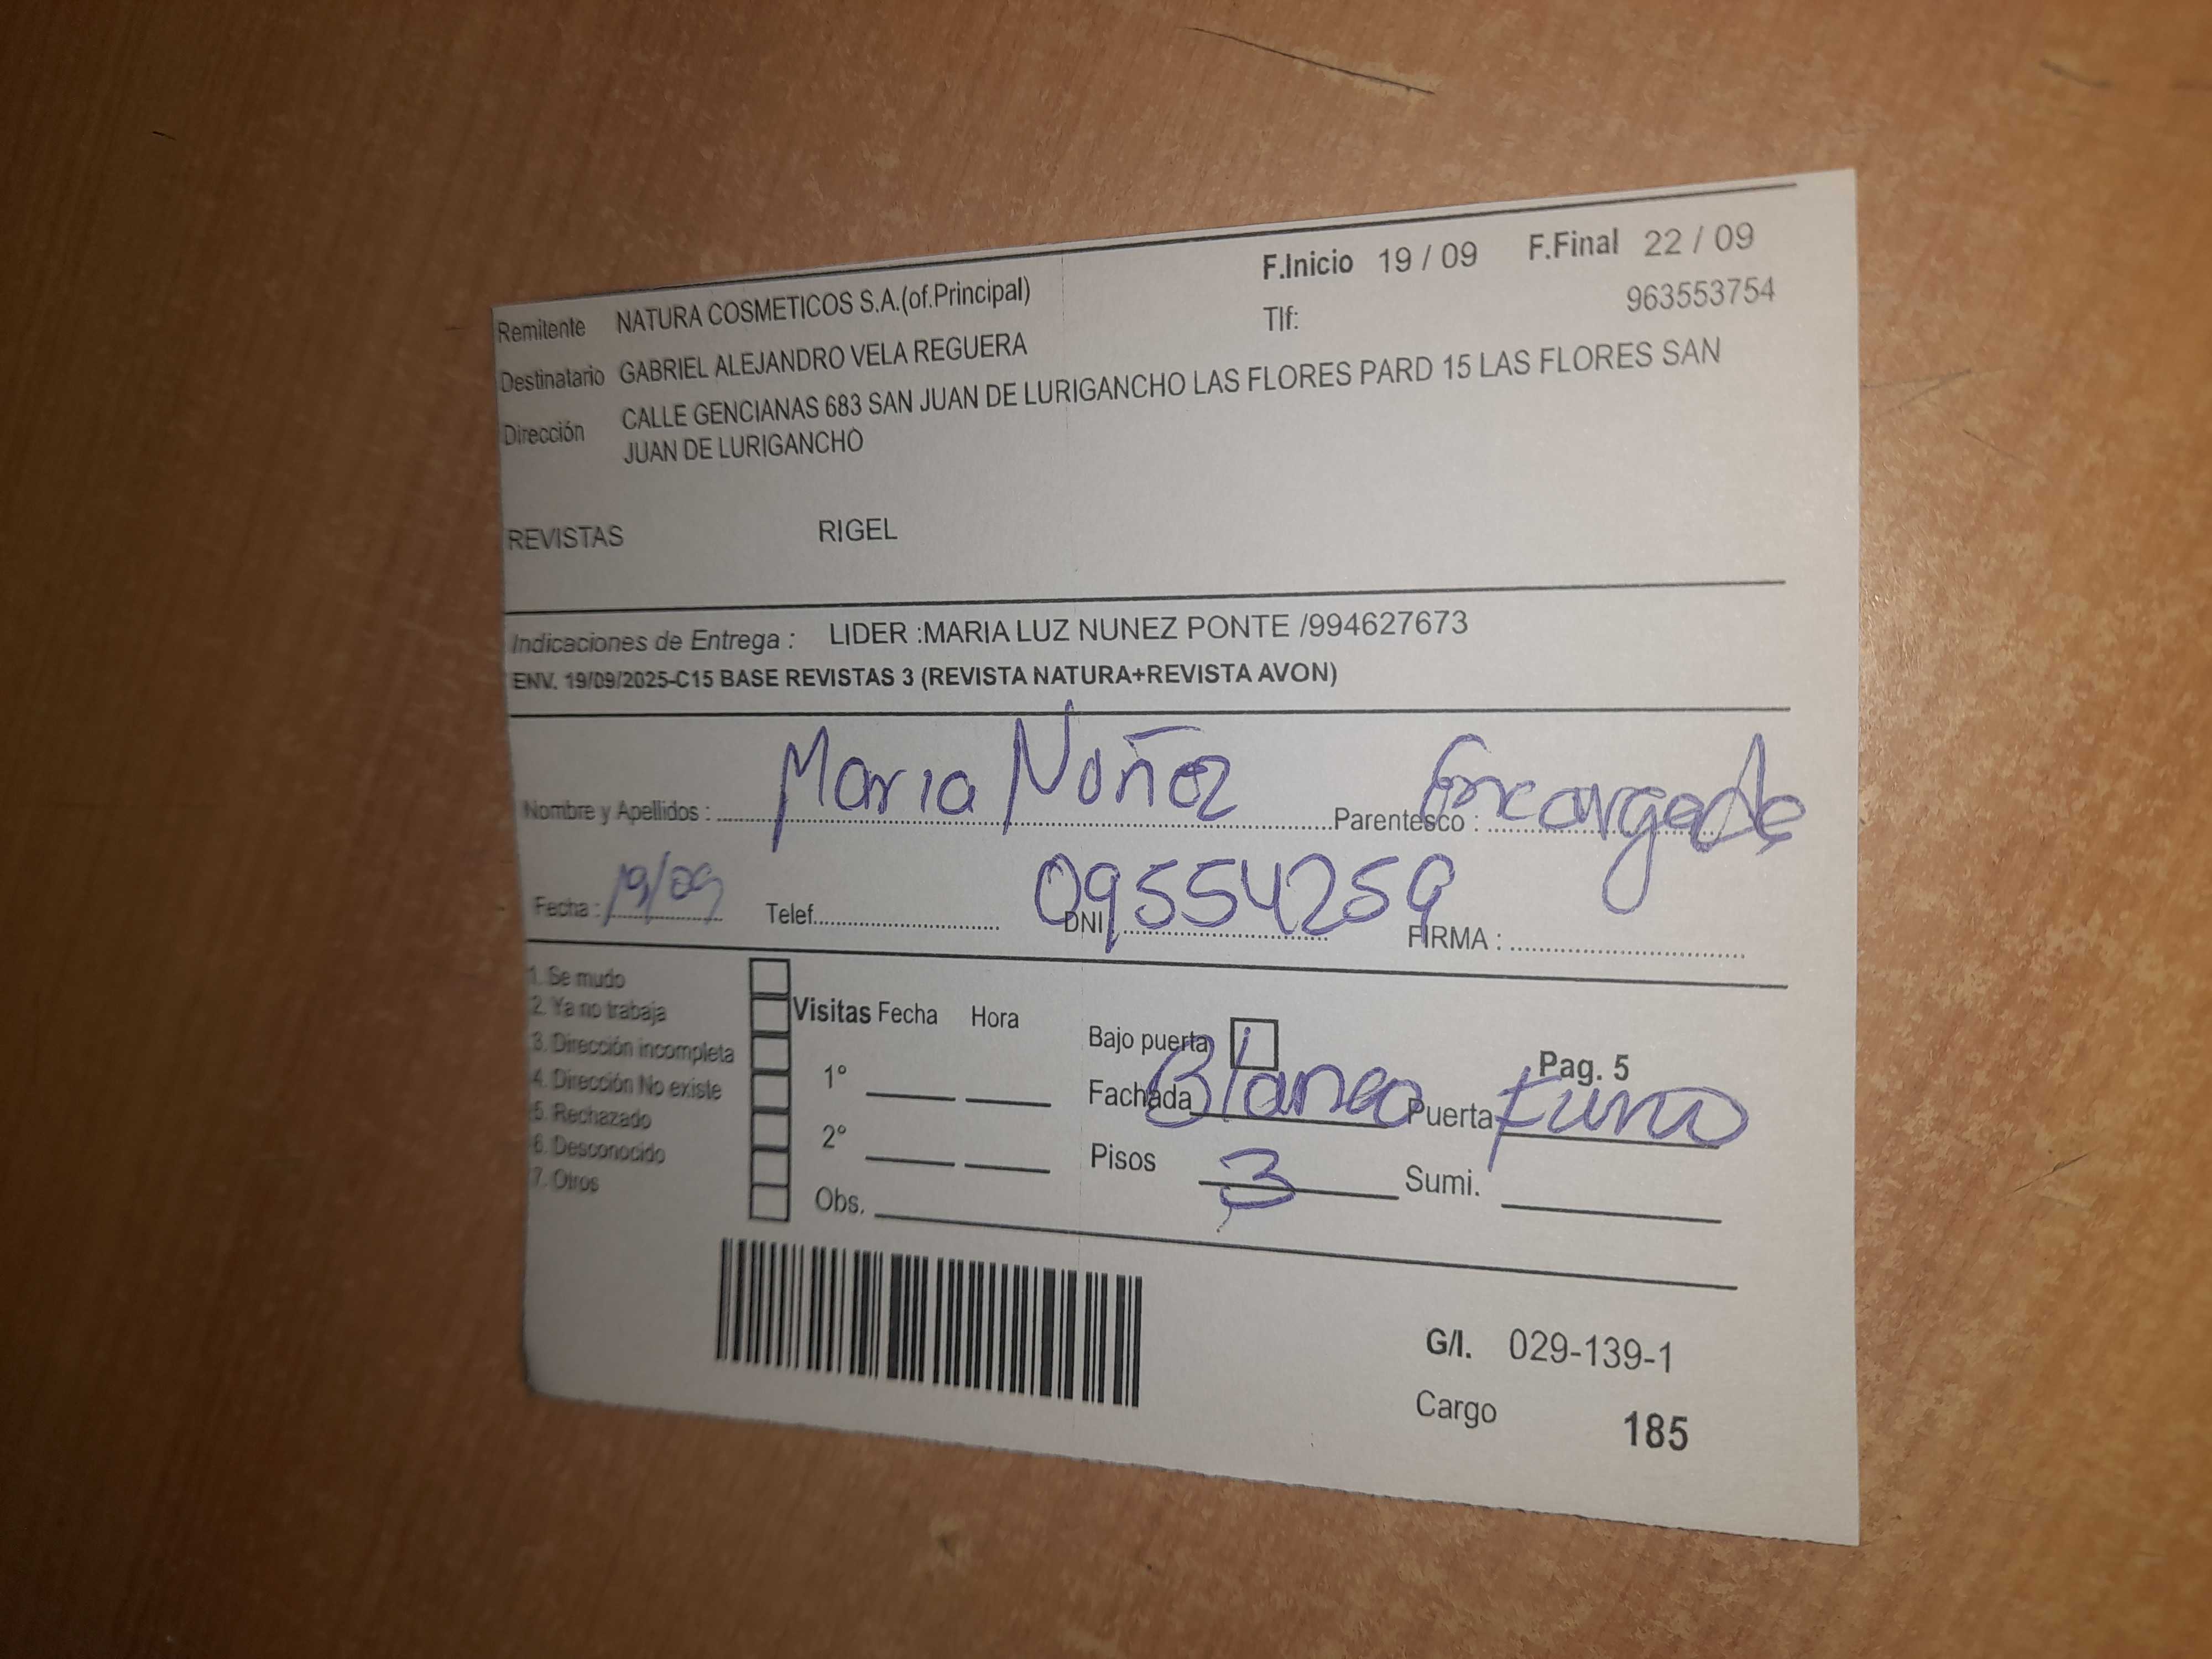 F.Inicio 19 / 09 F.Final 22 / 09
Remitente NATURA COSMETICOS S.A.(of.Principal) Tlf: 963553754
Destinatario GABRIEL ALEJANDRO VELA REGUERA
Dirección CALLE GENCIANAS 683 SAN JUAN DE LURIGANCHO LAS FLORES PARD 15 LAS FLORES SAN
JUAN DE LURIGANCHO
REVISTAS RIGEL
Indicaciones de Entrega : LIDER :MARIA LUZ NUNEZ PONTE /994627673
ENV. 19/09/2025-C15 BASE REVISTAS 3 (REVISTA NATURA+REVISTA AVON)
Nombre y Apellidos : Maria Nuñez Parentesco : Encargada
Fecha : 19/09 Telef. DNI 09554259 FIRMA :
1. Se mudo
2. Ya no trabaja
3. Dirección incompleta
4. Dirección No existe
5. Rechazado
6. Desconocido
7. Otros
Visitas Fecha Hora
1°
2°
Obs.
Bajo puerta Pag. 5
Fachada Blanco Puerta
Pisos 3 Sumi.
G/I. 029-139-1
Cargo 185